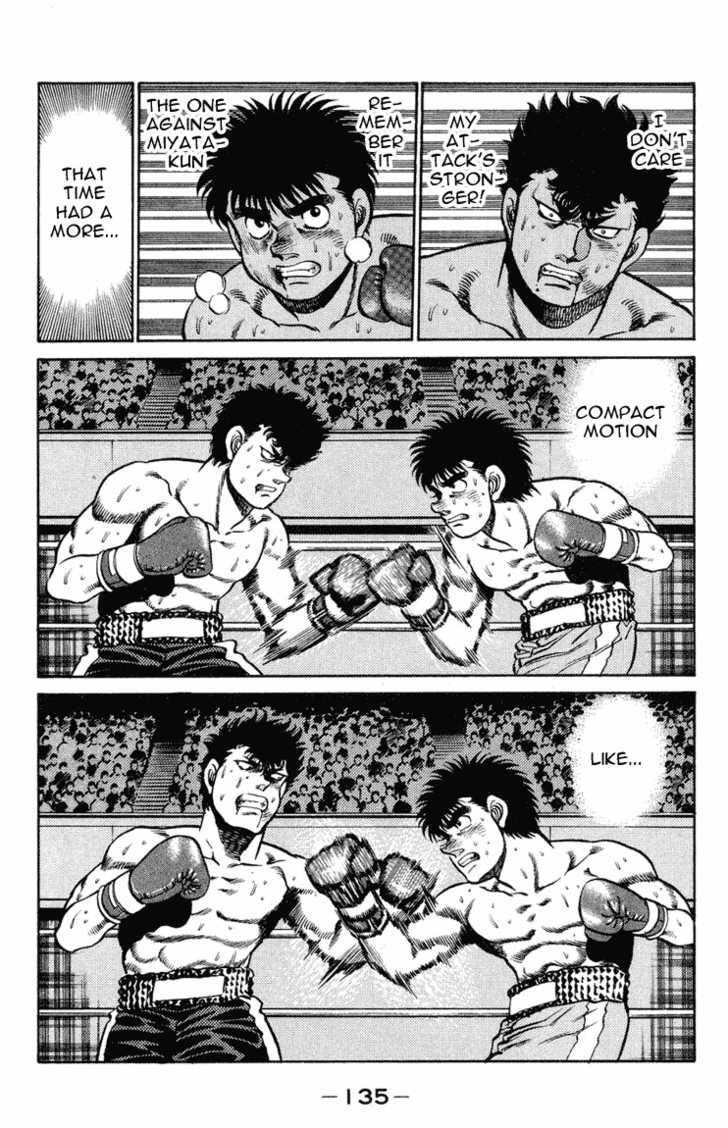 I
DON'T
CARE
MY
AT-
TACK'S
STRON-
GER!
RE-
MEM-
BER
IT
THE ONE
AGAINST
MIYATA-
KUN
THAT
TIME
HAD A
MORE...
COMPACT
MOTION
LIKE...
-135-